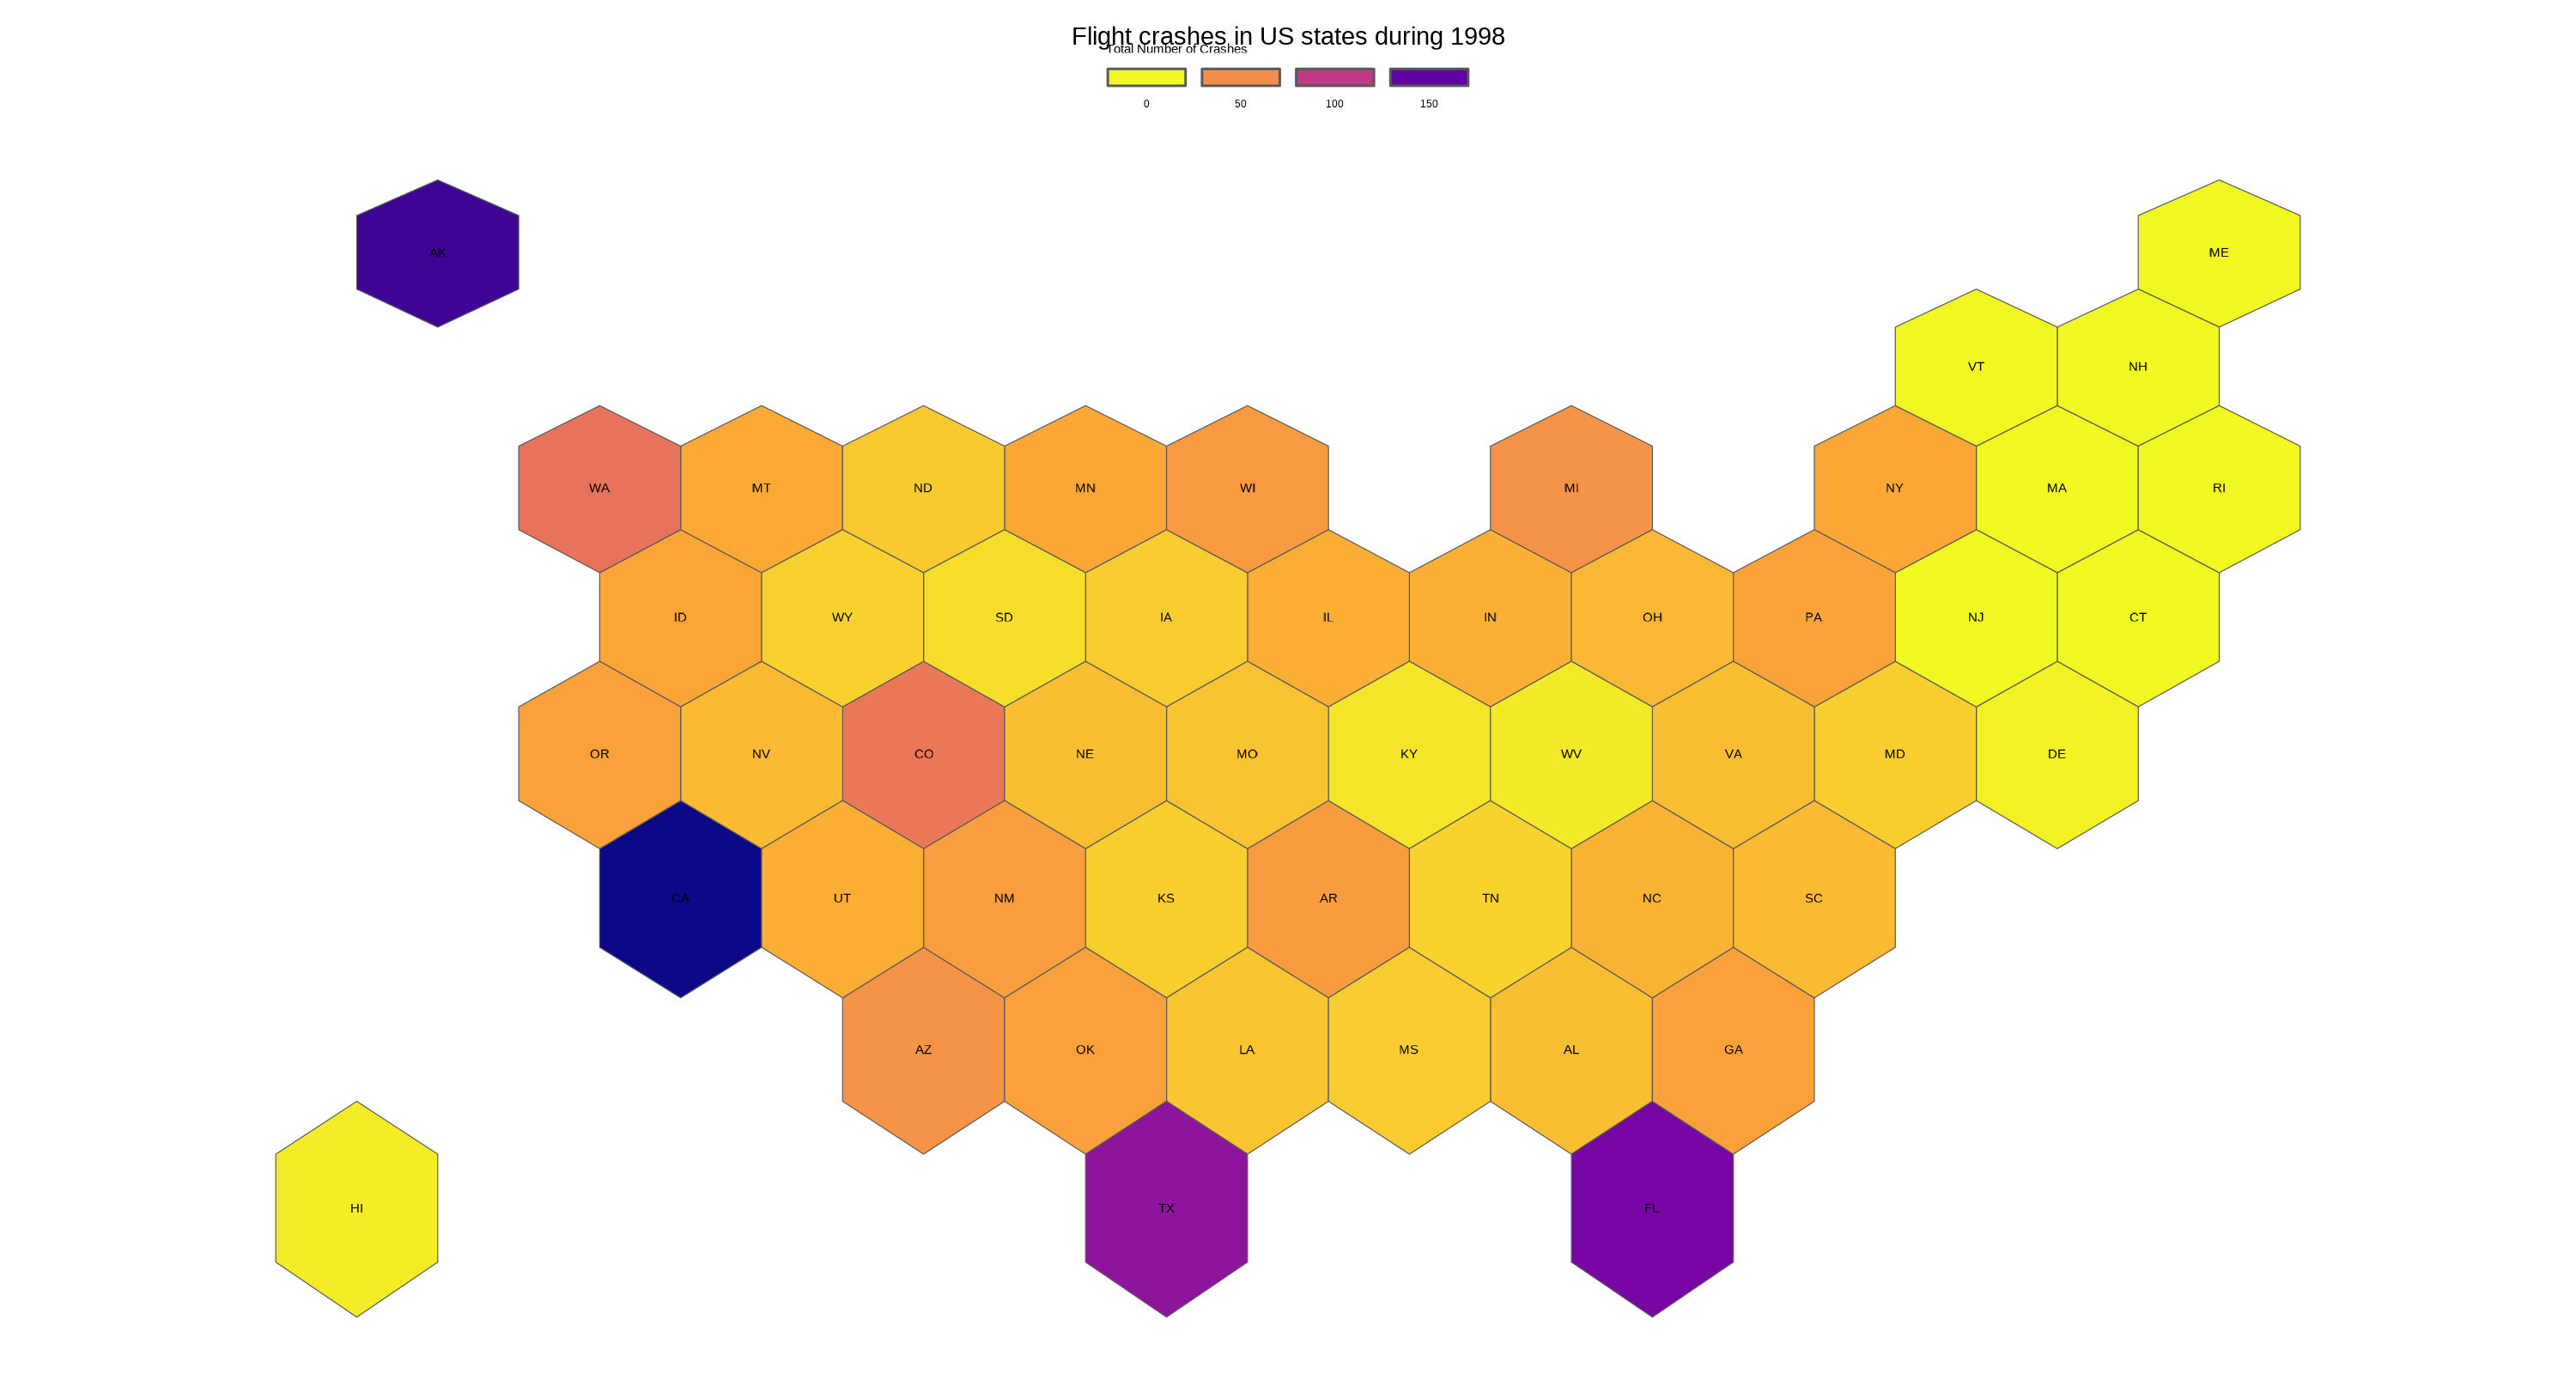 Flight crashes in US states during 1998
Total Number of Crashes
0 50 100 150
AK ME
VT NH
WA MT ND MN WI MI NY MA RI
ID WY SD IA IL IN OH PA NJ CT
OR NV CO NE MO KY WV VA MD DE
CA UT NM KS AR TN NC SC
AZ OK LA MS AL GA
HI TX FL